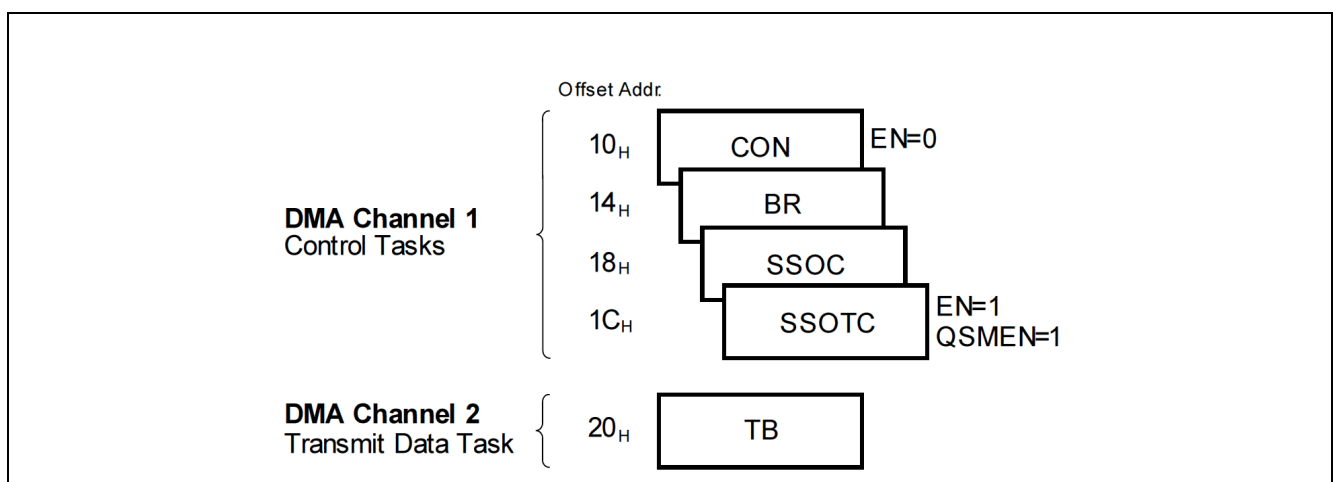 Offset Addr.
10H CON EN=0
14H BR
DMA Channel 1
Control Tasks
18H SSOC
1CH SSOTC EN=1
QSMEN=1
DMA Channel 2
Transmit Data Task
20H TB